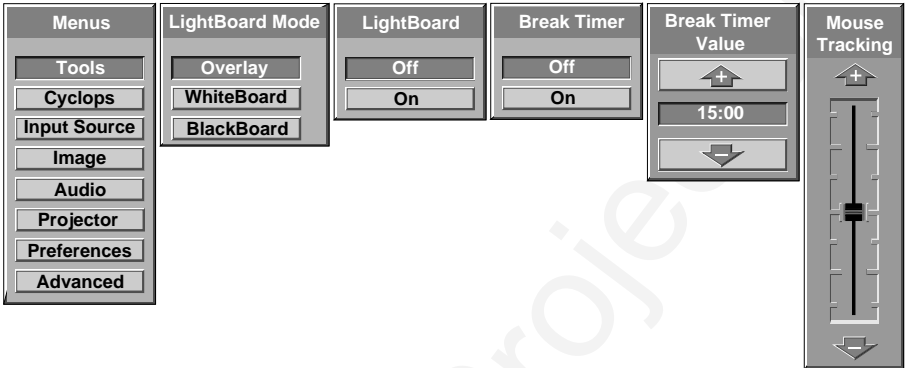 Menus
Tools
Cyclops
Input Source
Image
Audio
Projector
Preferences
Advanced
LightBoard Mode
Overlay
WhiteBoard
BlackBoard
LightBoard
Off
On
Break Timer
Off
On
Break Timer
Value
+
15:00
−
Mouse
Tracking
+
−